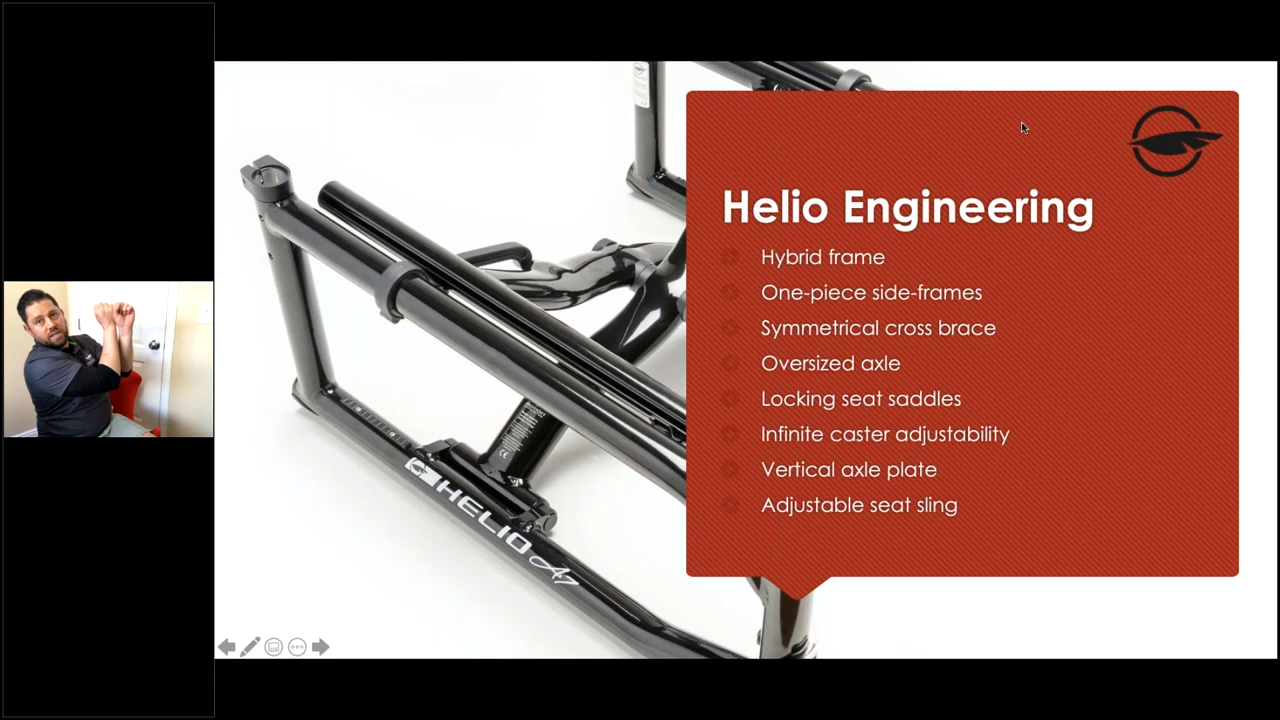 Helio Engineering
Hybrid frame
One-piece side-frames
Symmetrical cross brace
Oversized axle
Locking seat saddles
Infinite caster adjustability
Vertical axle plate
Adjustable seat sling
HELIO A7